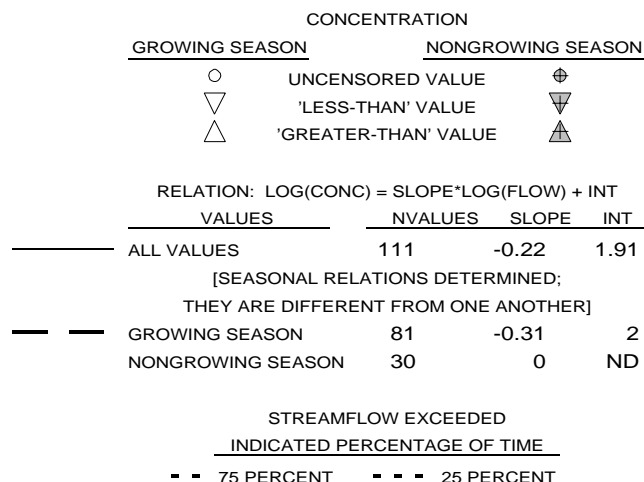 CONCENTRATION
GROWING SEASON NONGROWING SEASON
UNCENSORED VALUE
'LESS-THAN' VALUE
'GREATER-THAN' VALUE
RELATION: LOG(CONC) = SLOPE*LOG(FLOW) + INT
VALUES NVALUES SLOPE INT
ALL VALUES 111 -0.22 1.91
[SEASONAL RELATIONS DETERMINED;
THEY ARE DIFFERENT FROM ONE ANOTHER]
GROWING SEASON 81 -0.31 2
NONGROWING SEASON 30 0 ND
STREAMFLOW EXCEEDED
INDICATED PERCENTAGE OF TIME
75 PERCENT 25 PERCENT